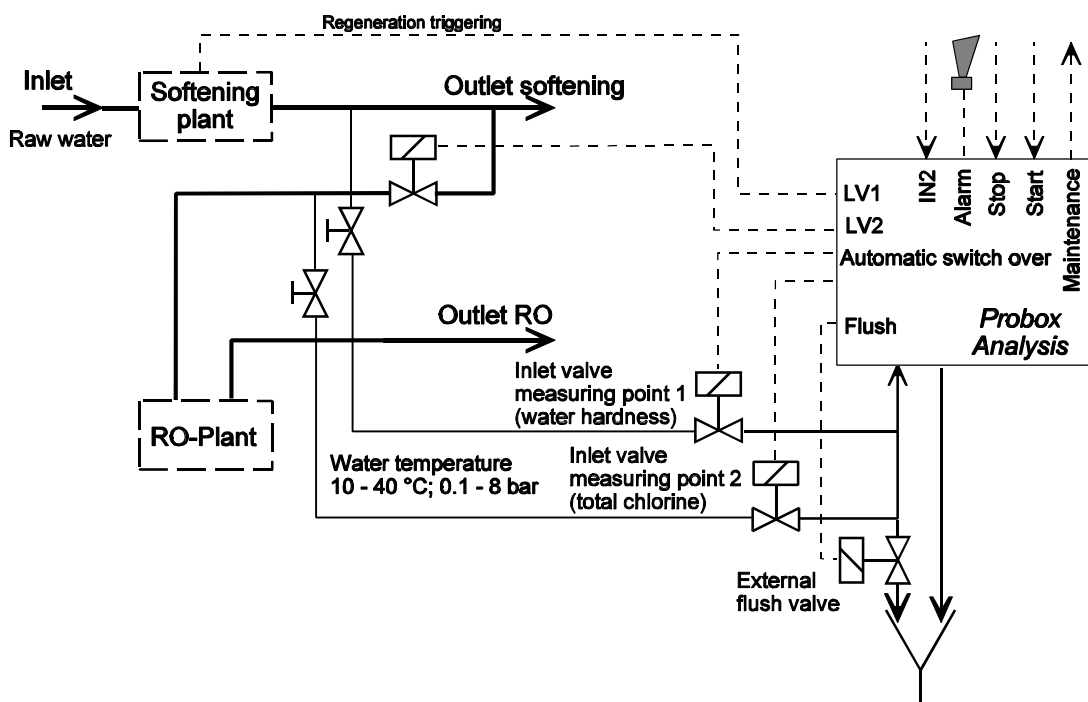 Regeneration triggering
Inlet
Raw water
Softening
plant
Outlet softening
IN2
Alarm
Stop
Start
Maintenance
LV1
LV2
Automatic switch over
Flush
Probox
Analysis
Outlet RO
RO-Plant
Inlet valve
measuring point 1
(water hardness)
Water temperature
10 - 40 °C; 0.1 - 8 bar
Inlet valve
measuring point 2
(total chlorine)
External
flush valve